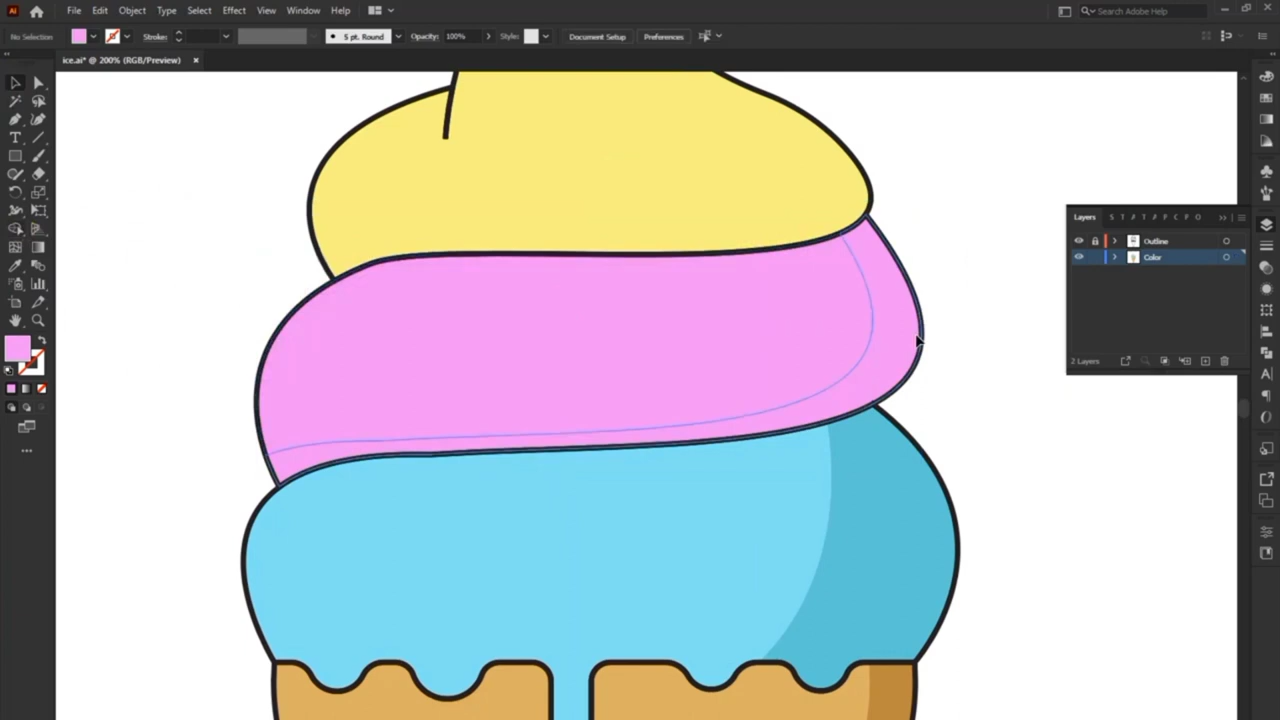 Ai File Edit Object Type Select Effect View Window Help Search Adobe Help
No Selection Stroke: 5 pt. Round Opacity: 100% Style: Document Setup Preferences
ice.ai* @ 200% (RGB/Preview) ×
Layers S T A T A P C P O
Outline
Color
2 Layers